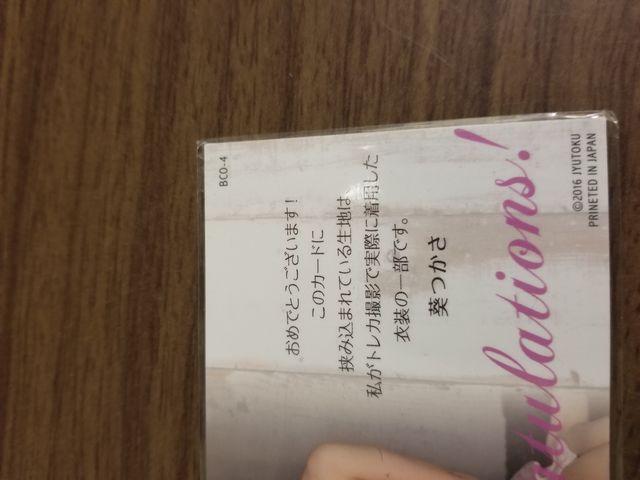 BCO-4
おめでとうございます!
このカードに
挟み込まれている生地は
私がトレカ撮影で実際に着用した
衣装の一部です。
葵つかさ
tulations!
©2016 JYUTOKU
PRINETED IN JAPAN